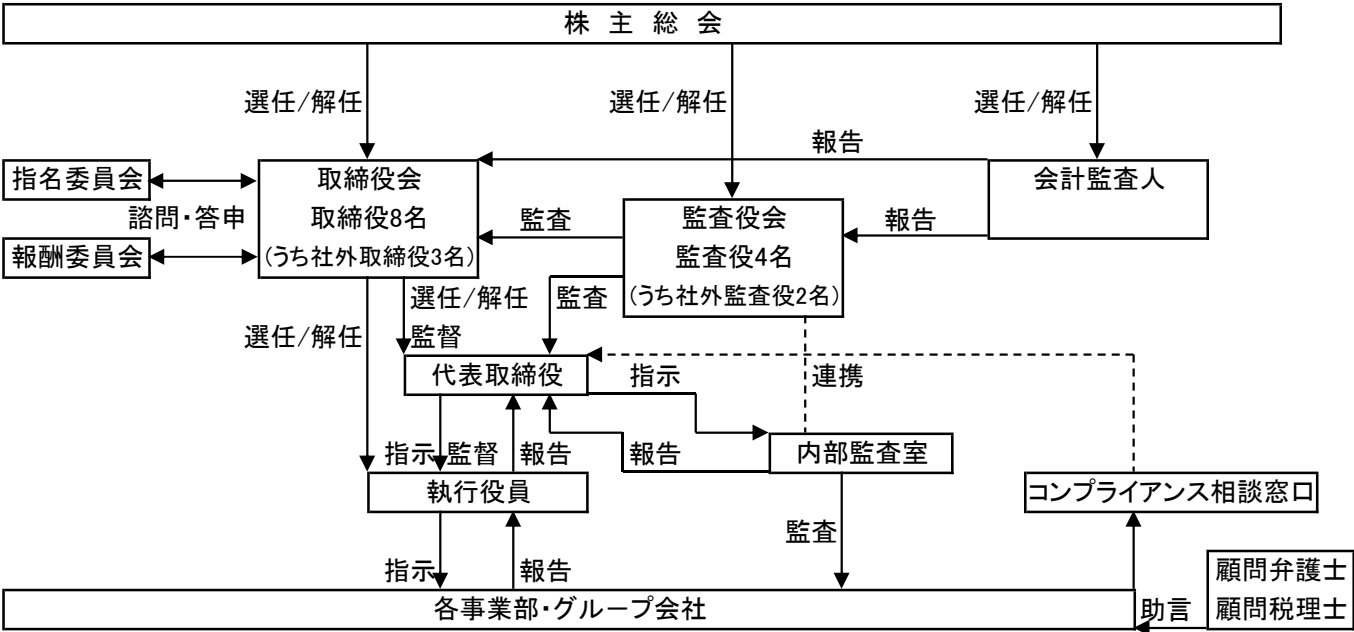 株 主 総 会
選任/解任
選任/解任
選任/解任
報告
指名委員会
取締役会
会計監査人
諮問・答申
取締役8名
監査役会
監査
報告
報酬委員会
(うち社外取締役3名)
監査役4名
(うち社外監査役2名)
選任/解任
監査
選任/解任
監督
代表取締役
指示
連携
指示
監督
報告
報告
内部監査室
執行役員
コンプライアンス相談窓口
監査
指示
報告
顧問弁護士
各事業部・グループ会社
助言
顧問税理士